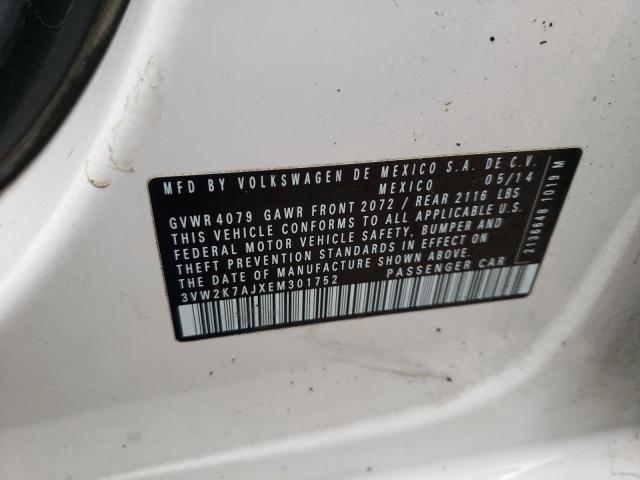 MFD BY VOLKSWAGEN DE MEXICO S.A. DE C.V.
MEXICO 05/14
GVWR 4079 GAWR FRONT 2072 / REAR 2116 LBS
THIS VEHICLE CONFORMS TO ALL APPLICABLE U.S.
FEDERAL MOTOR VEHICLE SAFETY, BUMPER AND
THEFT PREVENTION STANDARDS IN EFFECT ON
THE DATE OF MANUFACTURE SHOWN ABOVE.
3VW2K7AJXEM301752 PASSENGER CAR
2136648 1019 M